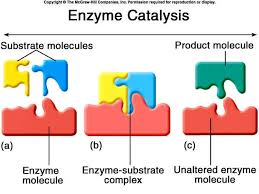 Copyright © The McGraw-Hill Companies, Inc. Permission required for reproduction or display.
Enzyme Catalysis
Substrate molecules
Product molecule
(a)
(b)
(c)
Enzyme
molecule
Enzyme-substrate
complex
Unaltered enzyme
molecule